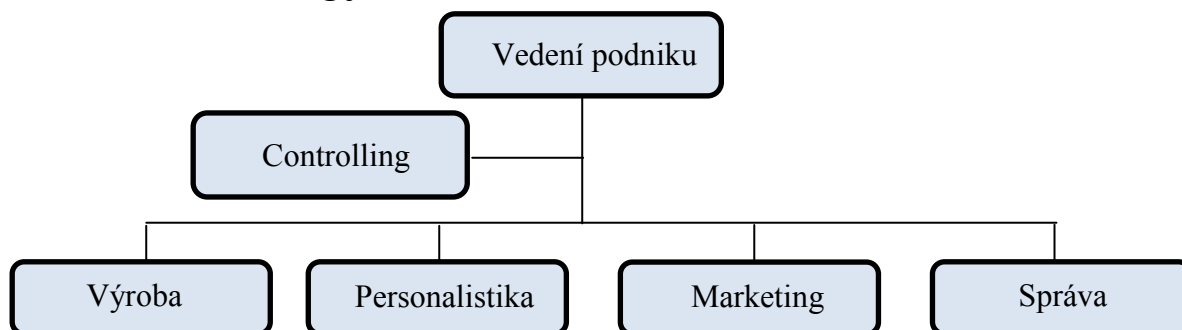 Vedení podniku
Controlling
Výroba
Personalistika
Marketing
Správa